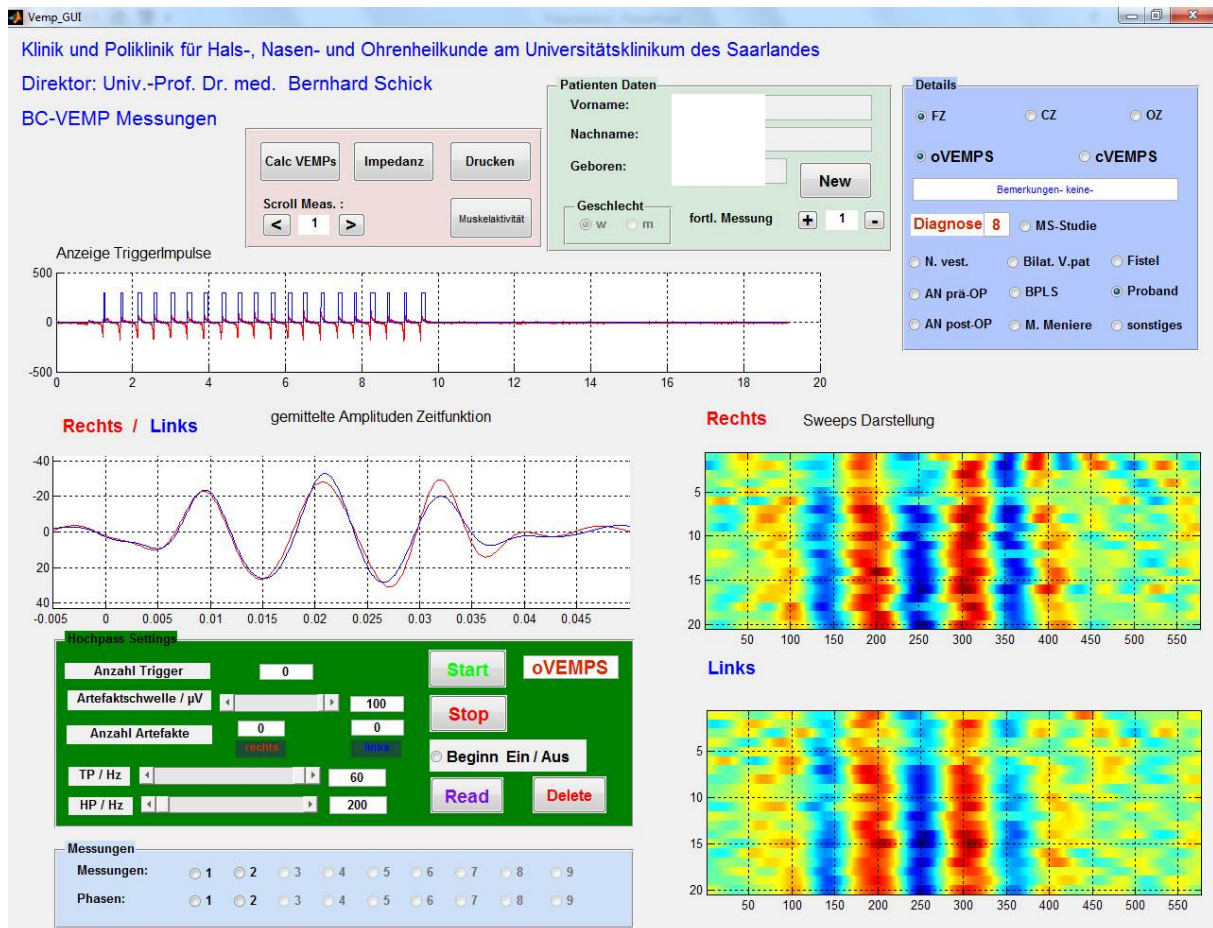 Vemp_GUI
Klinik und Poliklinik für Hals-, Nasen- und Ohrenheilkunde am Universitätsklinikum des Saarlandes
Direktor: Univ.-Prof. Dr. med. Bernhard Schick
BC-VEMP Messungen
Calc VEMPs Impedanz Drucken
Scroll Meas. :
< 1 > Muskelaktivität
Patienten Daten
Vorname:
Nachname:
Geboren:
New
Geschlecht
w m fortl. Messung + 1 -
Details
FZ CZ OZ
oVEMPS cVEMPS
Bemerkungen- keine-
Diagnose 8 MS-Studie
N. vest. Bilat. V.pat Fistel
AN prä-OP BPLS Proband
AN post-OP M. Meniere sonstiges
Anzeige TriggerImpulse
500
0
-500
0 2 4 6 8 10 12 14 16 18 20
Rechts / Links gemittelte Amplituden Zeitfunktion
-40
-20
0
20
40
-0.005 0 0.005 0.01 0.015 0.02 0.025 0.03 0.035 0.04 0.045
Rechts Sweeps Darstellung
5
10
15
20
50 100 150 200 250 300 350 400 450 500 550
Links
5
10
15
20
50 100 150 200 250 300 350 400 450 500 550
Hochpass Settings
Anzahl Trigger 0 Start oVEMPS
Artefaktschwelle / µV 100
Stop
Anzahl Artefakte 0 0
rechts links
Beginn Ein / Aus
TP / Hz 60
HP / Hz 200
Read Delete
Messungen
Messungen: 1 2 3 4 5 6 7 8 9
Phasen: 1 2 3 4 5 6 7 8 9